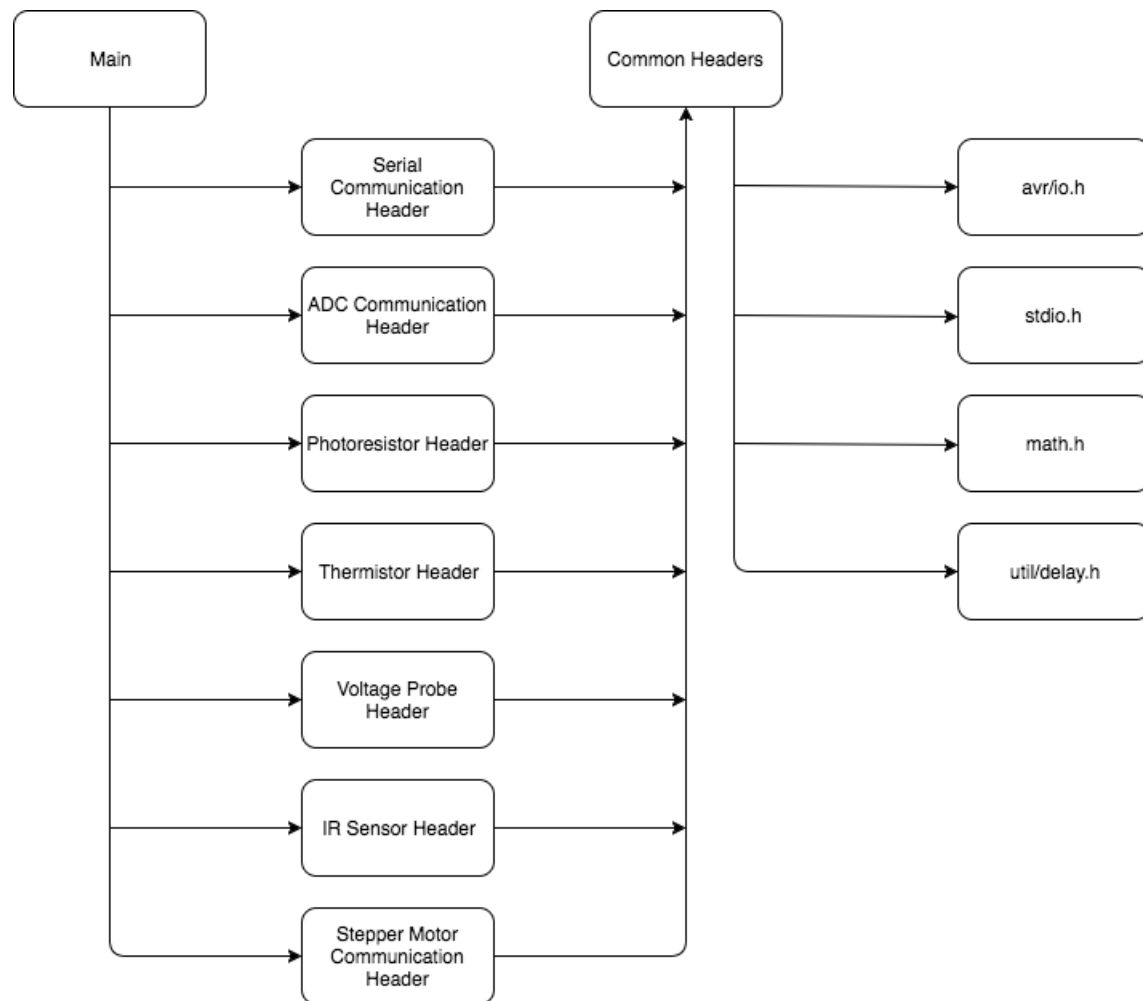 Main
Common Headers
Serial
Communication
Header
avr/io.h
ADC Communication
Header
stdio.h
Photoresistor Header
math.h
Thermistor Header
util/delay.h
Voltage Probe
Header
IR Sensor Header
Stepper Motor
Communication
Header